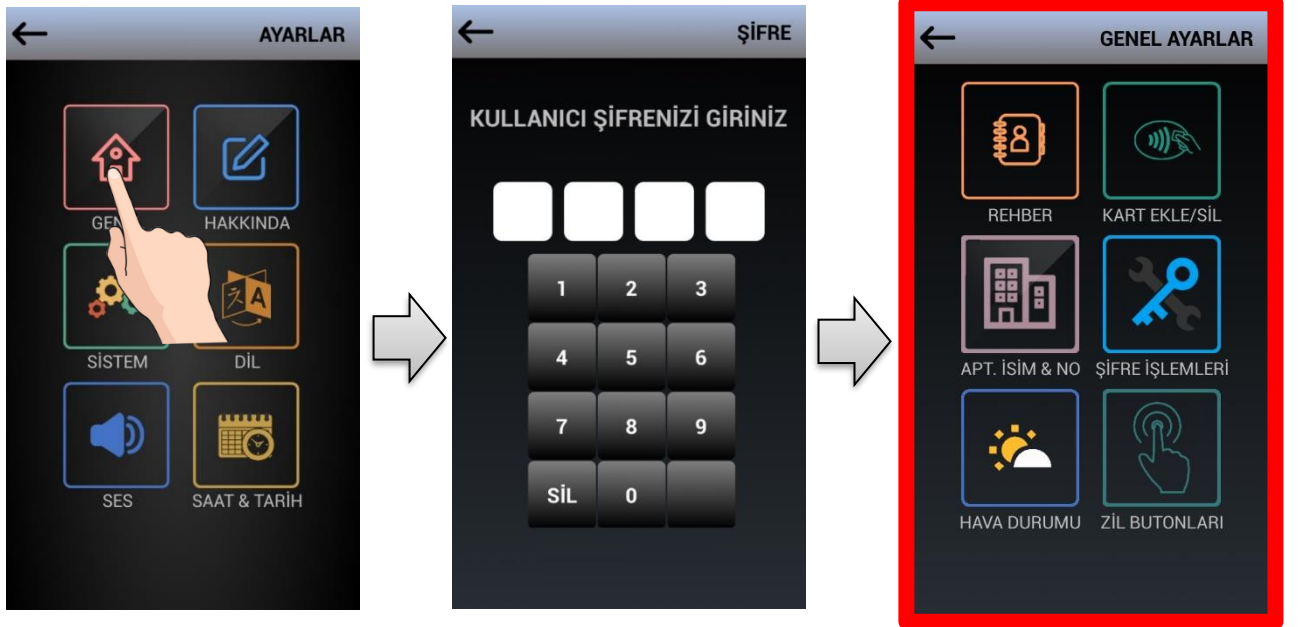 AYARLAR
HAKKINDA
SİSTEM
DİL
SES
SAAT & TARİH
ŞİFRE
KULLANICI ŞİFRENİZİ GİRİNİZ
1 2 3
4 5 6
7 8 9
SİL 0
GENEL AYARLAR
REHBER
KART EKLE/SİL
APT. İSİM & NO
ŞİFRE İŞLEMLERİ
HAVA DURUMU
ZİL BUTONLARI